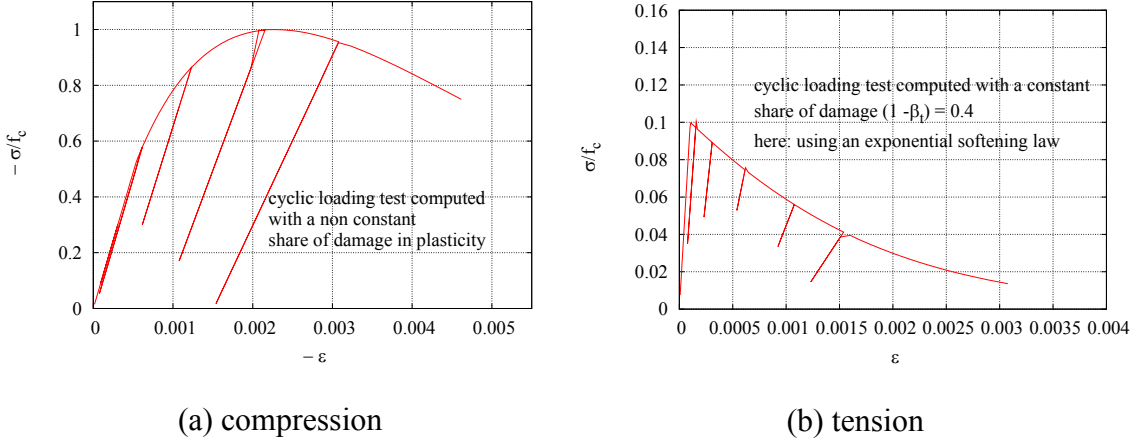 1
0.8
0.6
0.4
0.2
0
− σ/f_c
0 0.001 0.002 0.003 0.004 0.005
− ε
cyclic loading test computed
with a non constant
share of damage in plasticity
(a) compression
0.16
0.14
0.12
0.1
0.08
0.06
0.04
0.02
0
σ/f_c
0 0.0005 0.001 0.0015 0.002 0.0025 0.003 0.0035 0.004
ε
cyclic loading test computed with a constant
share of damage (1 -β_t) = 0.4
here: using an exponential softening law
(b) tension